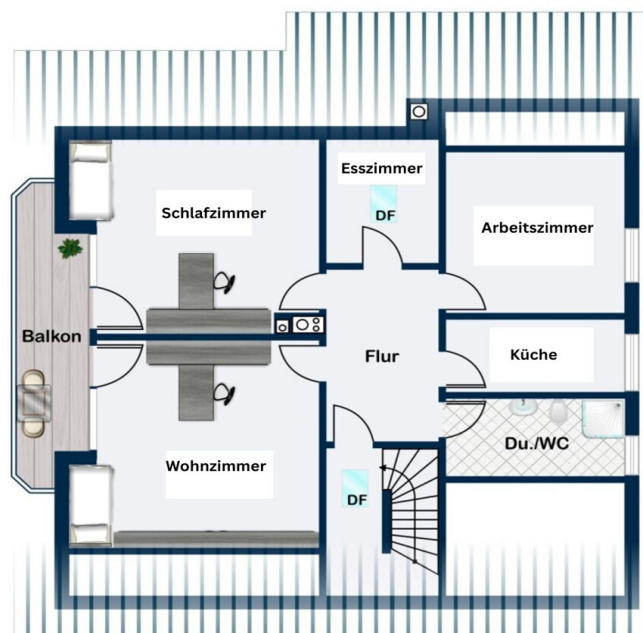 Esszimmer
DF
Schlafzimmer
Arbeitszimmer
Balkon
Flur
Küche
Du./WC
Wohnzimmer
DF